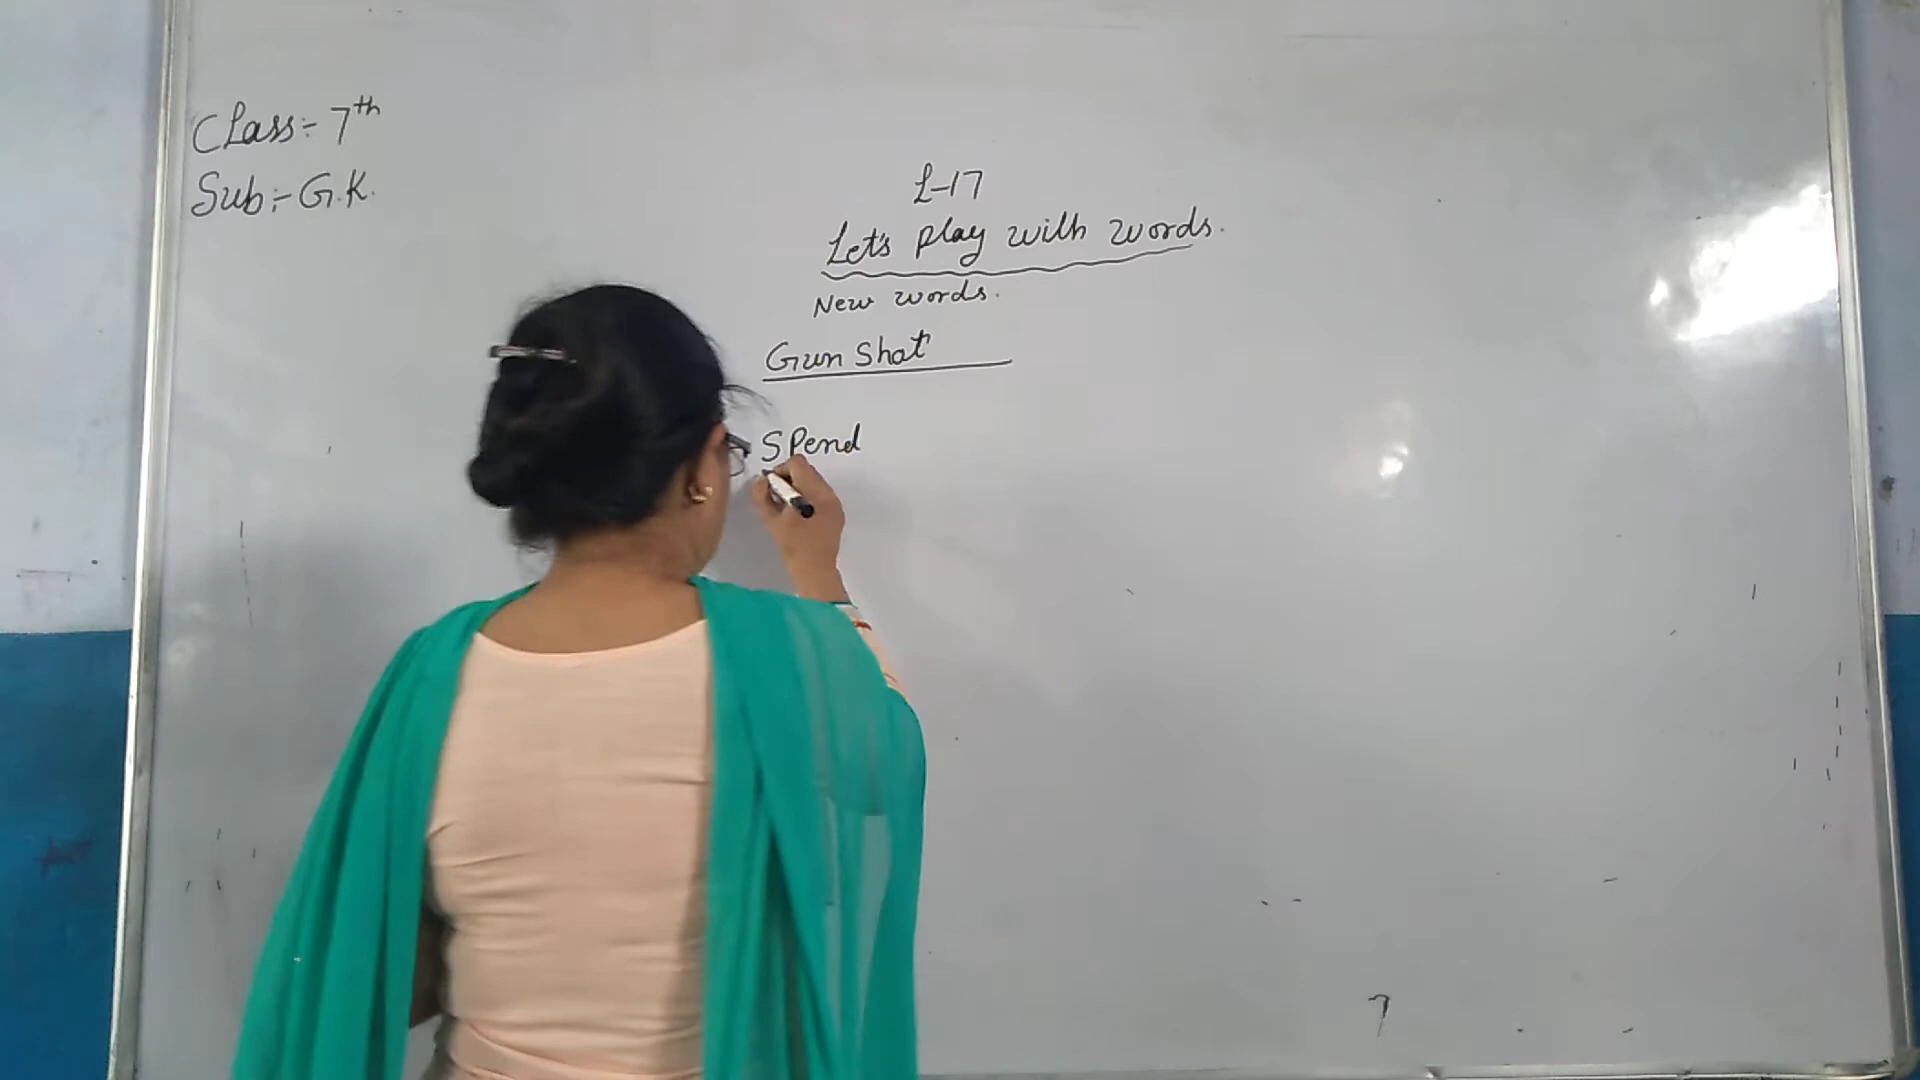 Class:- 7th
Sub:- G.K.
L-17
Let's Play with words.
New words.
Gun Shot
SPend